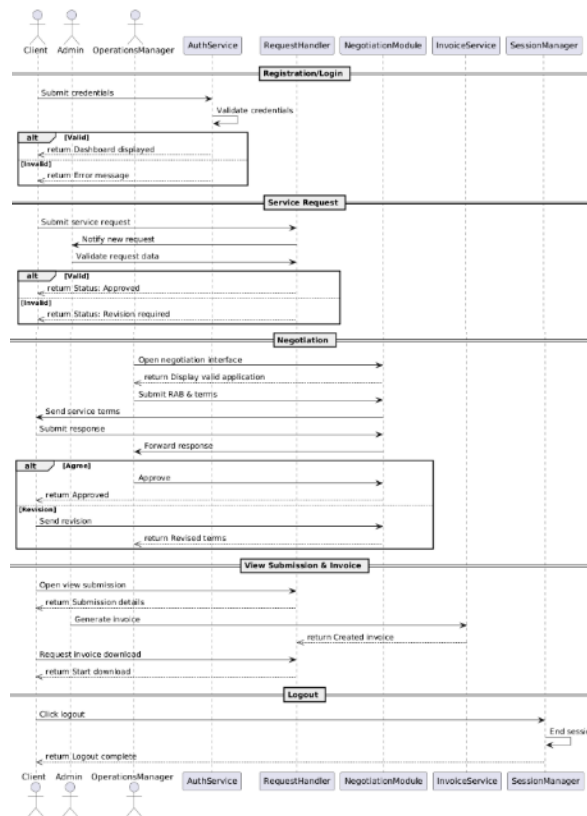 Client Admin OperationsManager AuthService RequestHandler NegotiationModule InvoiceService SessionManager
Registration/Login
Submit credentials
Validate credentials
alt [Valid]
return Dashboard displayed
[Invalid]
return Error message
Service Request
Submit service request
Notify new request
Validate request data
alt [Valid]
return Status: Approved
[Invalid]
return Status: Revision required
Negotiation
Open negotiation interface
return Display valid application
Submit RAB & terms
Send service terms
Submit response
Forward response
alt [Agree]
Approve
return Approved
[Revision]
Send revision
return Revised terms
View Submission & Invoice
Open view submission
return Submission details
Generate invoice
return Created invoice
Request invoice download
return Start download
Logout
Click logout
End sessi
return Logout complete
Client Admin OperationsManager AuthService RequestHandler NegotiationModule InvoiceService SessionManager